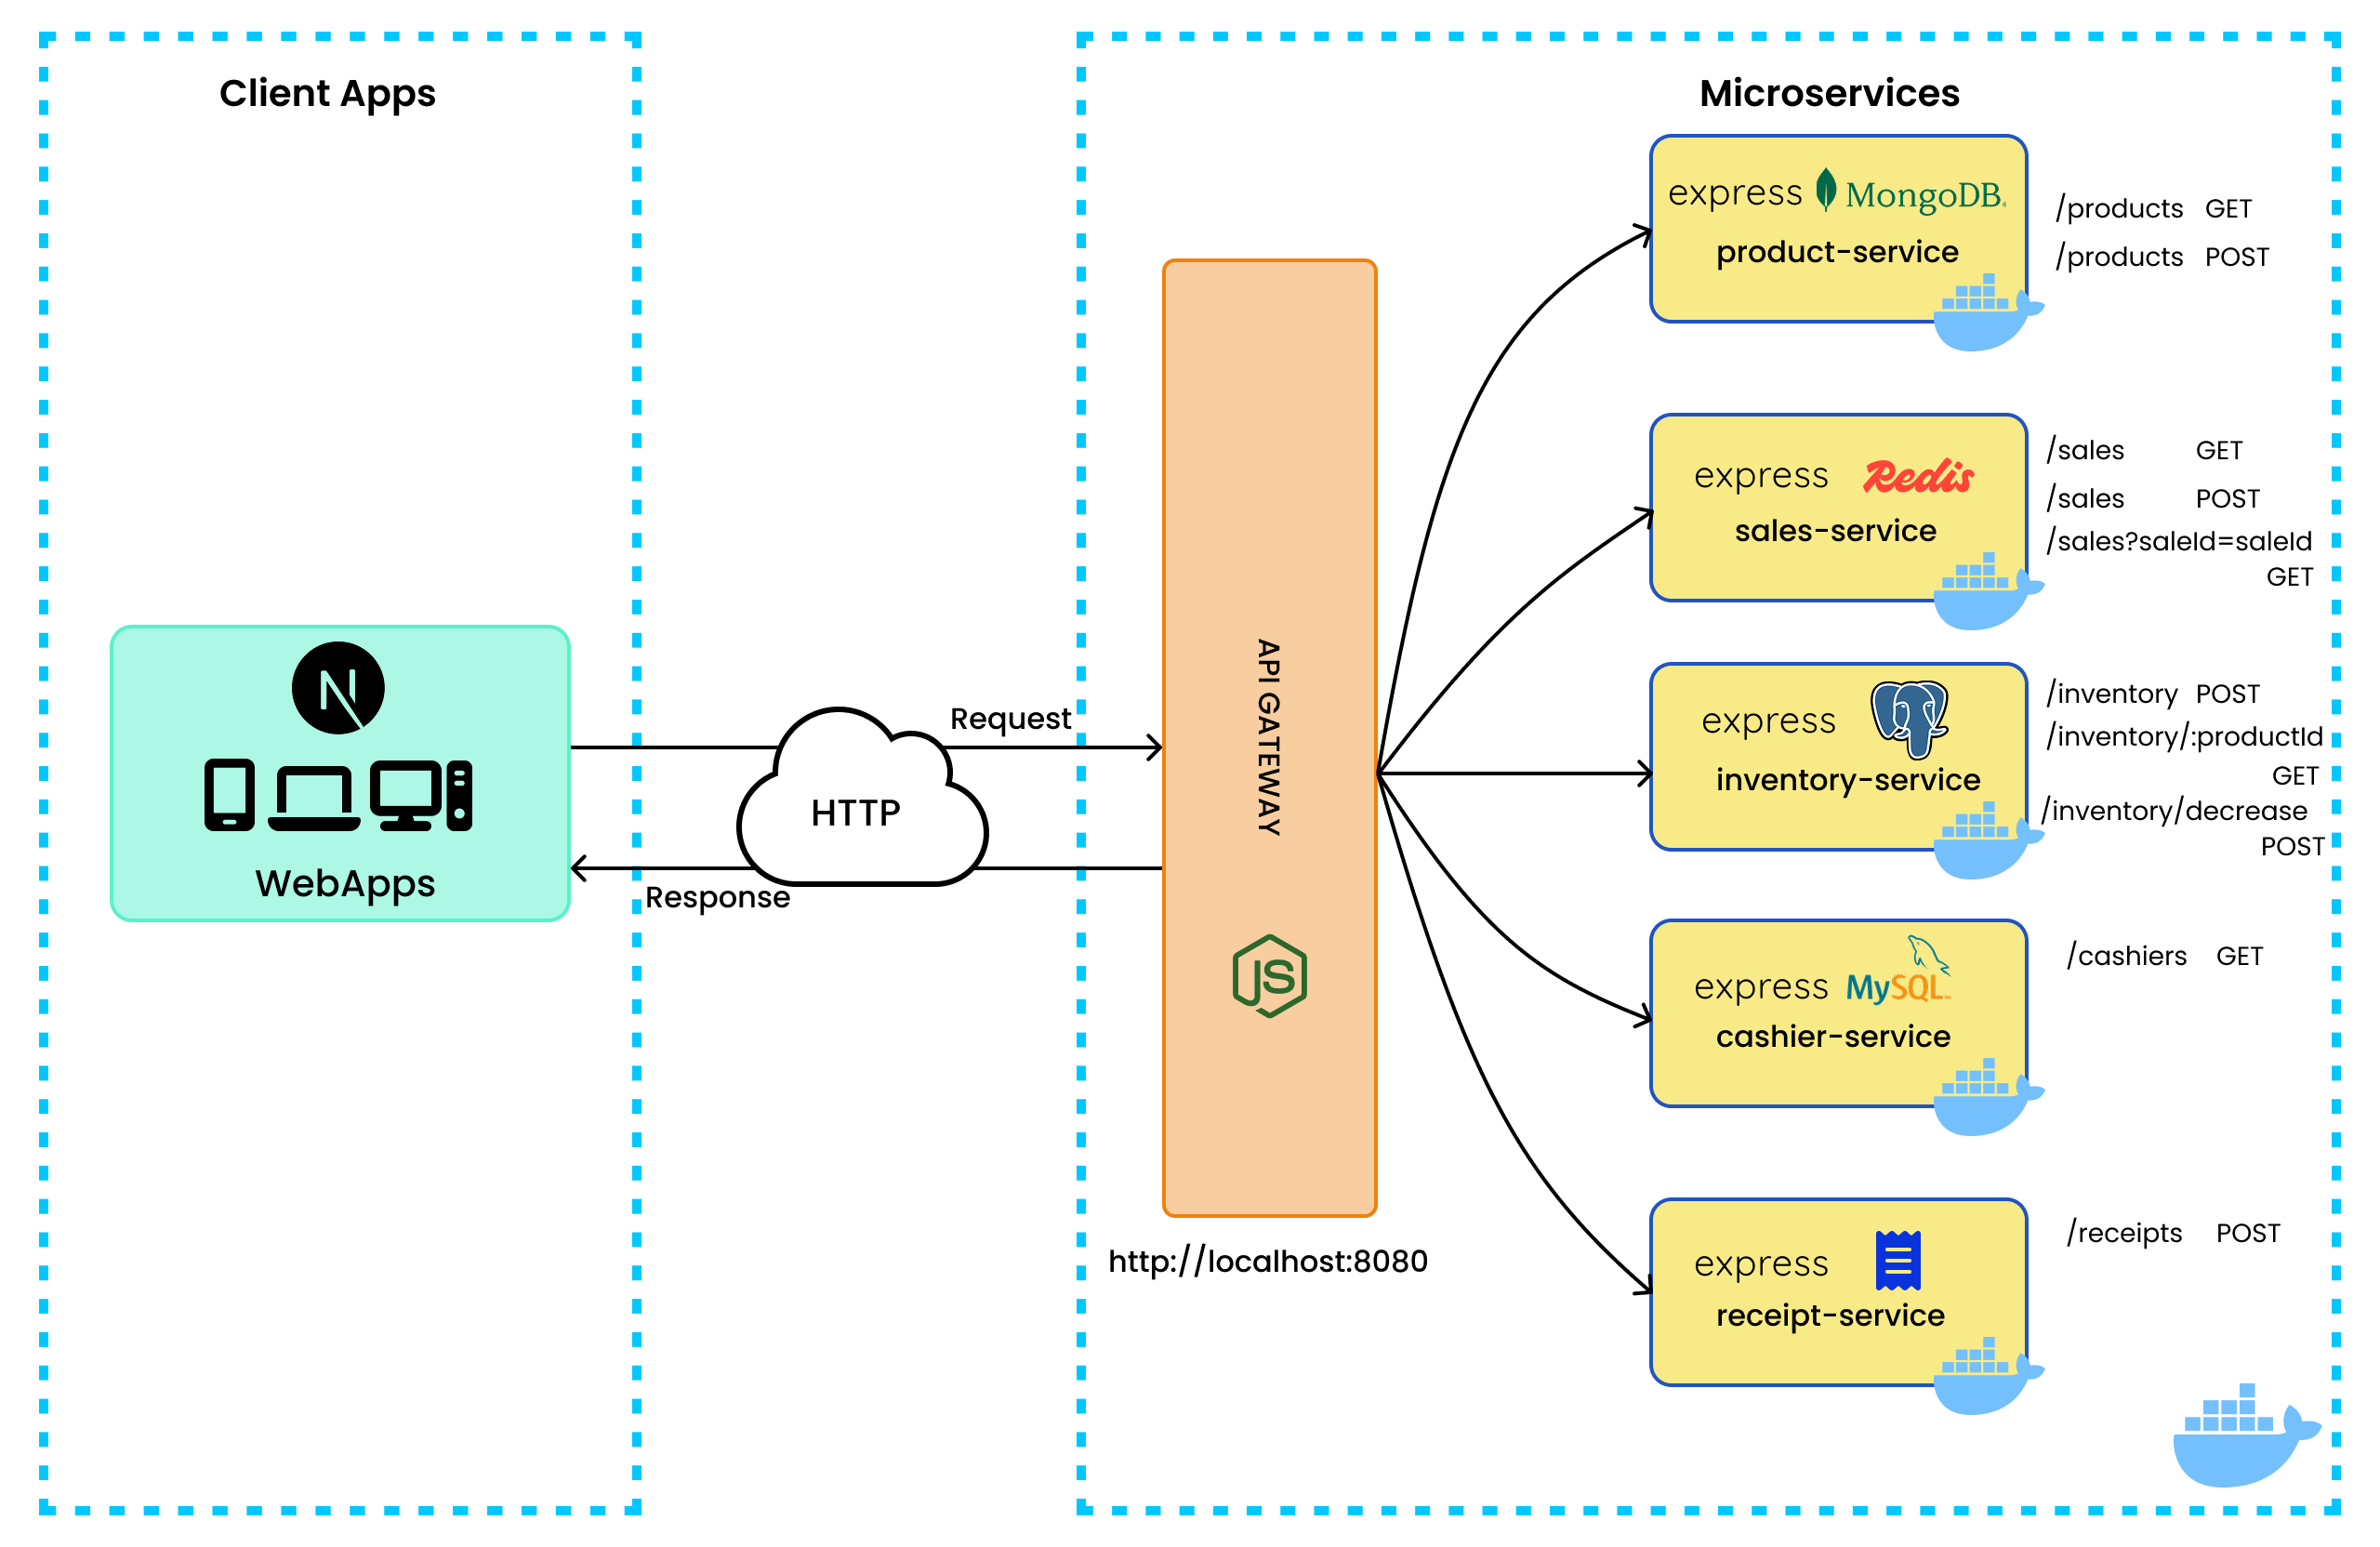 Client Apps
N
WebApps
Request
HTTP
Response
API GATEWAY
JS
http://localhost:8080
Microservices
express MongoDB
product-service
/products GET
/products POST
express Redis
sales-service
/sales GET
/sales POST
/sales?saleId=saleId
GET
express
inventory-service
/inventory POST
/inventory/:productId
GET
/inventory/decrease
POST
express MySQL
cashier-service
/cashiers GET
express
receipt-service
/receipts POST